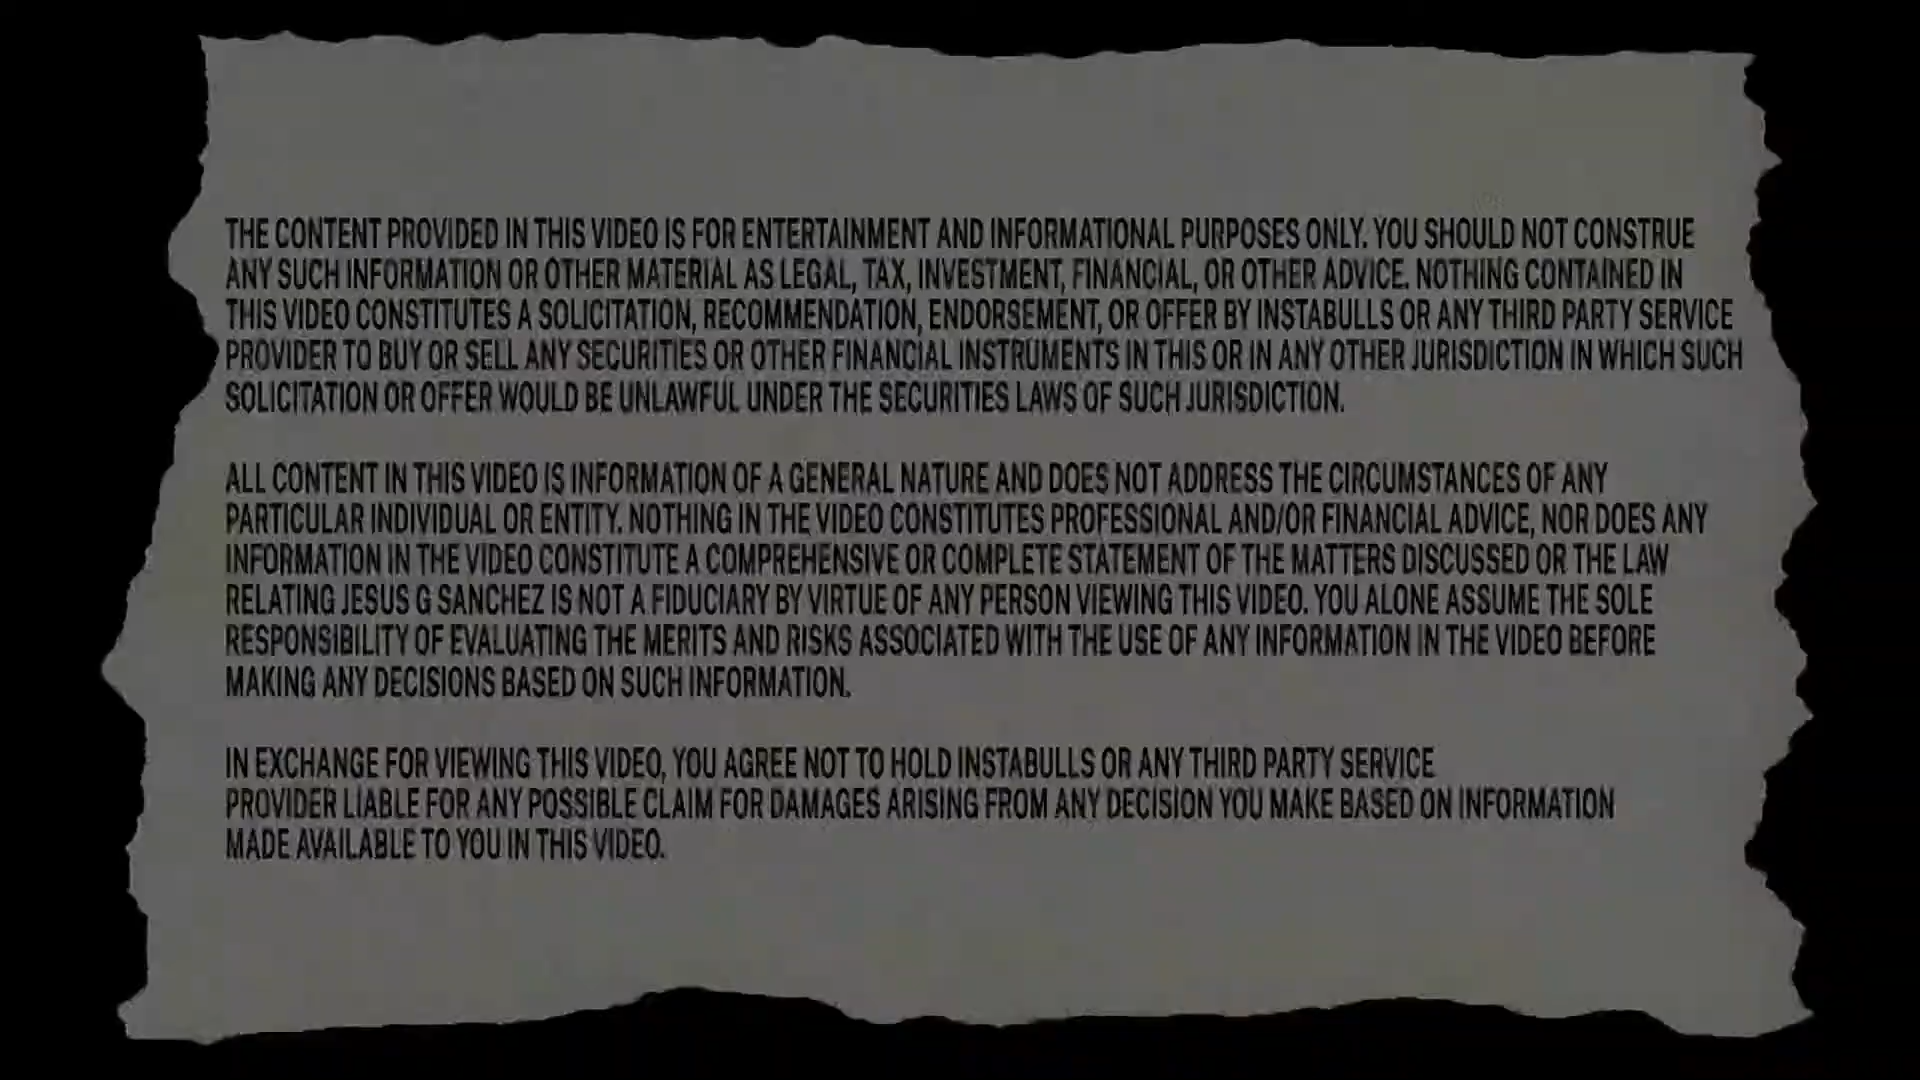 THE CONTENT PROVIDED IN THIS VIDEO IS FOR ENTERTAINMENT AND INFORMATIONAL PURPOSES ONLY. YOU SHOULD NOT CONSTRUE
ANY SUCH INFORMATION OR OTHER MATERIAL AS LEGAL, TAX, INVESTMENT, FINANCIAL, OR OTHER ADVICE. NOTHING CONTAINED IN
THIS VIDEO CONSTITUTES A SOLICITATION, RECOMMENDATION, ENDORSEMENT, OR OFFER BY INSTABULLS OR ANY THIRD PARTY SERVICE
PROVIDER TO BUY OR SELL ANY SECURITIES OR OTHER FINANCIAL INSTRUMENTS IN THIS OR IN ANY OTHER JURISDICTION IN WHICH SUCH
SOLICITATION OR OFFER WOULD BE UNLAWFUL UNDER THE SECURITIES LAWS OF SUCH JURISDICTION.
ALL CONTENT IN THIS VIDEO IS INFORMATION OF A GENERAL NATURE AND DOES NOT ADDRESS THE CIRCUMSTANCES OF ANY
PARTICULAR INDIVIDUAL OR ENTITY. NOTHING IN THE VIDEO CONSTITUTES PROFESSIONAL AND/OR FINANCIAL ADVICE, NOR DOES ANY
INFORMATION IN THE VIDEO CONSTITUTE A COMPREHENSIVE OR COMPLETE STATEMENT OF THE MATTERS DISCUSSED OR THE LAW
RELATING JESUS G SANCHEZ IS NOT A FIDUCIARY BY VIRTUE OF ANY PERSON VIEWING THIS VIDEO. YOU ALONE ASSUME THE SOLE
RESPONSIBILITY OF EVALUATING THE MERITS AND RISKS ASSOCIATED WITH THE USE OF ANY INFORMATION IN THE VIDEO BEFORE
MAKING ANY DECISIONS BASED ON SUCH INFORMATION.
IN EXCHANGE FOR VIEWING THIS VIDEO, YOU AGREE NOT TO HOLD INSTABULLS OR ANY THIRD PARTY SERVICE
PROVIDER LIABLE FOR ANY POSSIBLE CLAIM FOR DAMAGES ARISING FROM ANY DECISION YOU MAKE BASED ON INFORMATION
MADE AVAILABLE TO YOU IN THIS VIDEO.